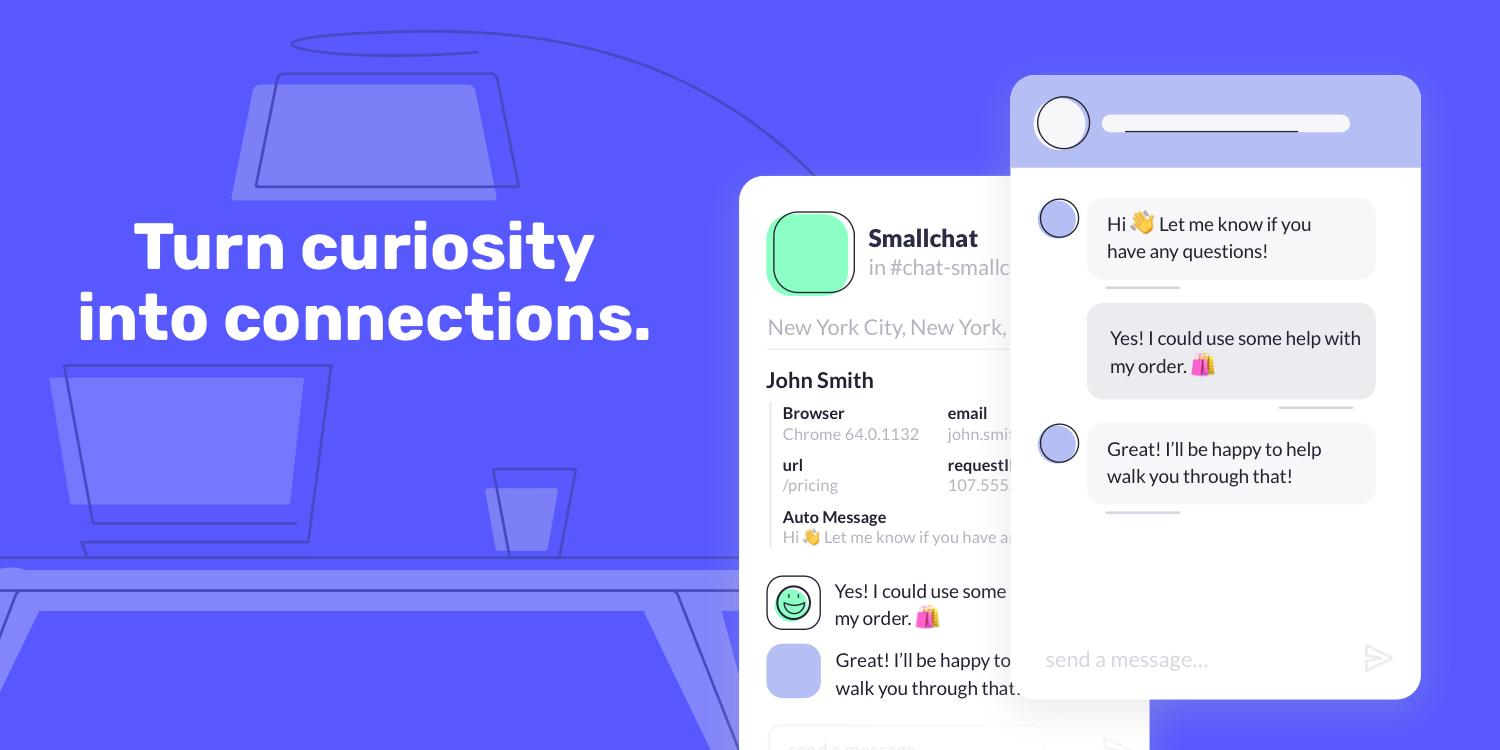 Turn curiosity
into connections.
Smallchat
in #chat-smallc
New York City, New York,
John Smith
Browser
Chrome 64.0.1132
email
john.smit
url
/pricing
requestI
107.555.
Auto Message
Hi 👋 Let me know if you have a
Yes! I could use some
my order. 🛍️
Great! I’ll be happy to
walk you through that.
send a message
Hi 👋 Let me know if you
have any questions!
Yes! I could use some help with
my order. 🛍️
Great! I’ll be happy to help
walk you through that!
send a message...